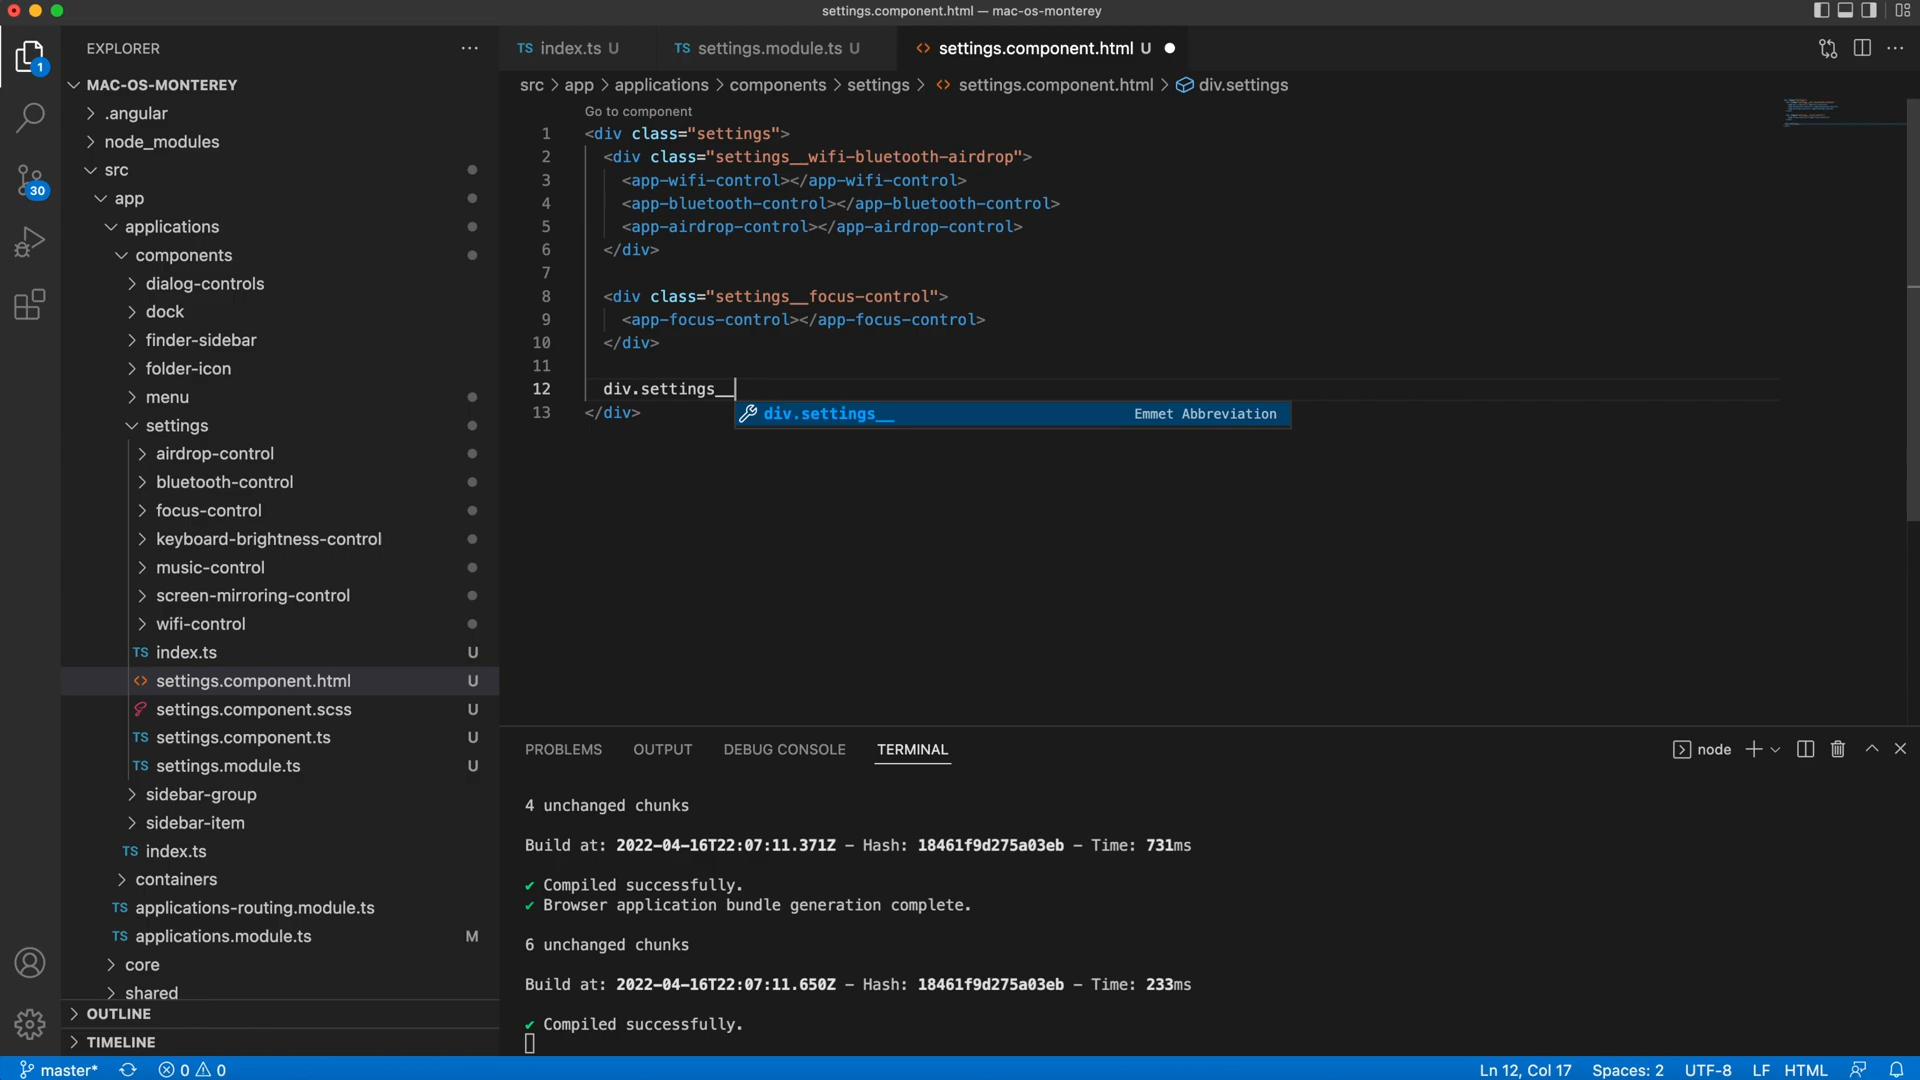 settings.component.html — mac-os-monterey
1
30
EXPLORER
MAC-OS-MONTEREY
.angular
node_modules
src
app
applications
components
dialog-controls
dock
finder-sidebar
folder-icon
menu
settings
airdrop-control
bluetooth-control
focus-control
keyboard-brightness-control
music-control
screen-mirroring-control
wifi-control
TS index.ts U
<> settings.component.html U
settings.component.scss U
TS settings.component.ts U
TS settings.module.ts U
sidebar-group
sidebar-item
TS index.ts
containers
TS applications-routing.module.ts
TS applications.module.ts M
core
shared
OUTLINE
TIMELINE
TS index.ts U
TS settings.module.ts U
<> settings.component.html U
src > app > applications > components > settings > <> settings.component.html > div.settings
Go to component
1 <div class="settings">
2 <div class="settings__wifi-bluetooth-airdrop">
3 <app-wifi-control></app-wifi-control>
4 <app-bluetooth-control></app-bluetooth-control>
5 <app-airdrop-control></app-airdrop-control>
6 </div>
7
8 <div class="settings__focus-control">
9 <app-focus-control></app-focus-control>
10 </div>
11
12 div.settings__
13 </div>
div.settings__ Emmet Abbreviation
PROBLEMS OUTPUT DEBUG CONSOLE TERMINAL
node
4 unchanged chunks
Build at: 2022-04-16T22:07:11.371Z - Hash: 18461f9d275a03eb - Time: 731ms
✔ Compiled successfully.
✔ Browser application bundle generation complete.
6 unchanged chunks
Build at: 2022-04-16T22:07:11.650Z - Hash: 18461f9d275a03eb - Time: 233ms
✔ Compiled successfully.
master* 0 0 Ln 12, Col 17 Spaces: 2 UTF-8 LF HTML